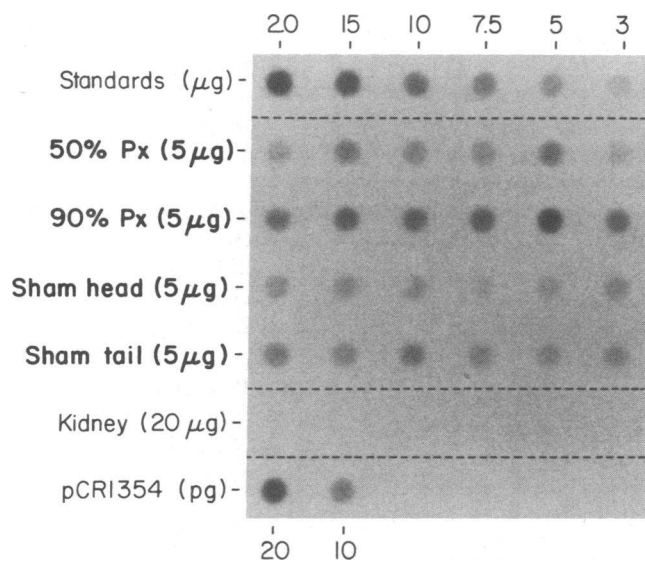 20 15 10 7.5 5 3
Standards (μg)
50% Px (5μg)
90% Px (5μg)
Sham head (5μg)
Sham tail (5μg)
Kidney (20 μg)
pCR1354 (pg)
20 10